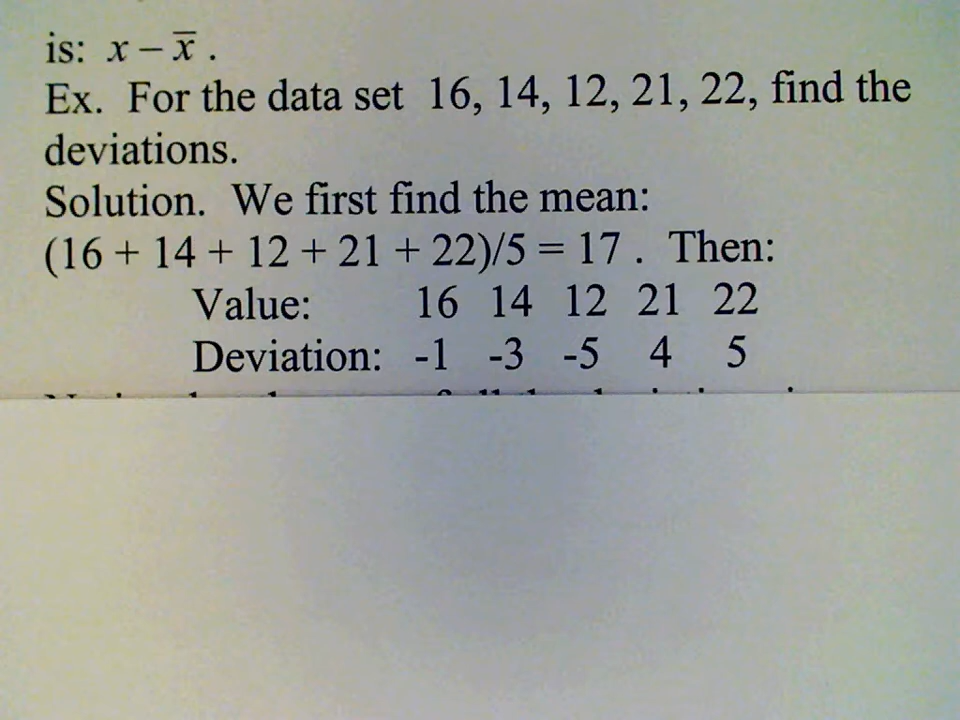 is: x – x̅ .
Ex. For the data set 16, 14, 12, 21, 22, find the
deviations.
Solution. We first find the mean:
(16 + 14 + 12 + 21 + 22)/5 = 17 . Then:
Value: 16 14 12 21 22
Deviation: -1 -3 -5 4 5